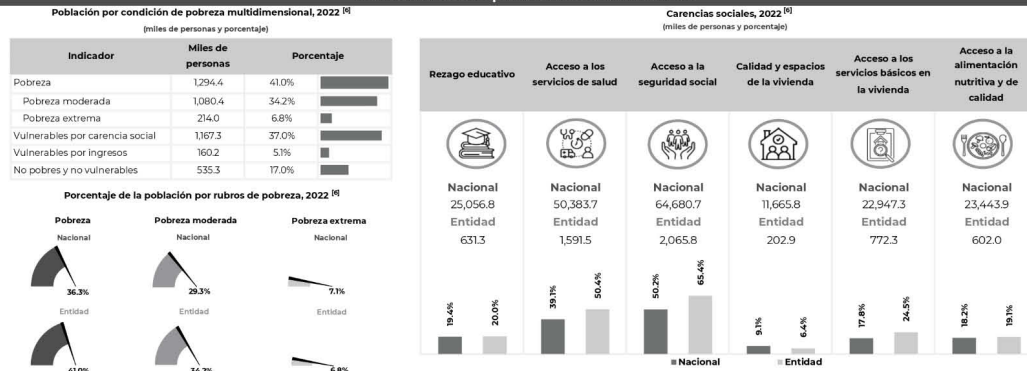 Población por condición de pobreza multidimensional, 2022 [6]
(miles de personas y porcentaje)
Indicador Miles de personas Porcentaje
Pobreza 1,294.4 41.0%
Pobreza moderada 1,080.4 34.2%
Pobreza extrema 214.0 6.8%
Vulnerables por carencia social 1,167.3 37.0%
Vulnerables por ingresos 160.2 5.1%
No pobres y no vulnerables 535.3 17.0%
Porcentaje de la población por rubros de pobreza, 2022 [6]
Pobreza Pobreza moderada Pobreza extrema
Nacional Nacional Nacional
36.3% 29.3% 7.1%
Entidad Entidad Entidad
41.0% 34.2% 6.8%
Carencias sociales, 2022 [6]
(miles de personas y porcentaje)
Rezago educativo
Acceso a los
servicios de salud
Acceso a la
seguridad social
Calidad y espacios
de la vivienda
Acceso a los
servicios básicos en
la vivienda
Acceso a la
alimentación
nutritiva y de
calidad
Nacional Nacional Nacional Nacional Nacional Nacional
25,056.8 50,383.7 64,680.7 11,665.8 22,947.3 23,443.9
Entidad Entidad Entidad Entidad Entidad Entidad
631.3 1,591.5 2,065.8 202.9 772.3 602.0
19.4% 20.0% 39.1% 50.4% 50.2% 65.4% 9.1% 6.4% 17.8% 24.5% 18.2% 19.1%
Nacional Entidad